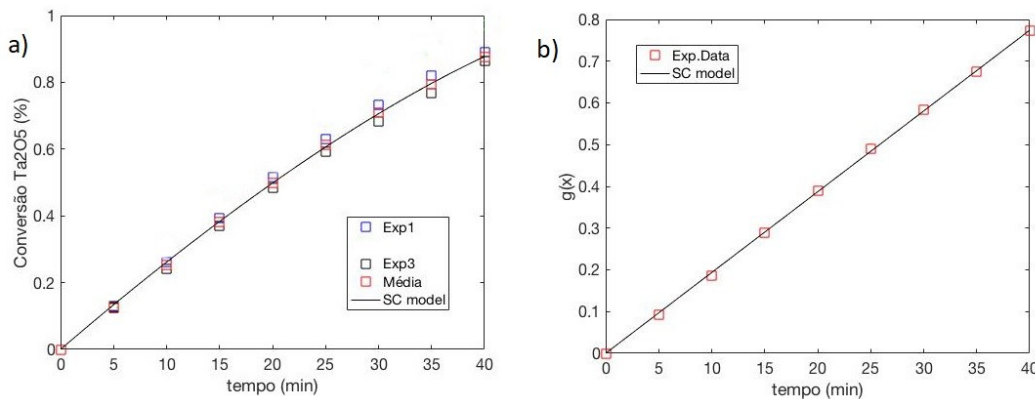 a)
Conversão Ta2O5 (%)
1
0.8
0.6
0.4
0.2
0
0 5 10 15 20 25 30 35 40
tempo (min)
Exp1
Exp3
Média
SC model
b)
g(x)
0.8
0.7
0.6
0.5
0.4
0.3
0.2
0.1
0
0 5 10 15 20 25 30 35 40
tempo (min)
Exp.Data
SC model